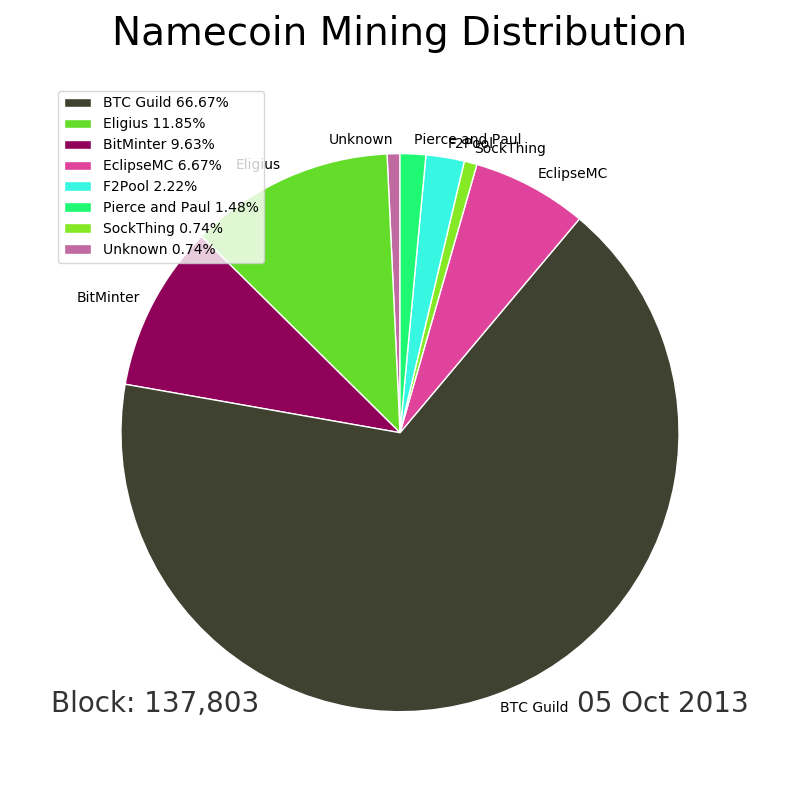 Namecoin Mining Distribution
BTC Guild 66.67%
Eligius 11.85%
BitMinter 9.63%
EclipseMC 6.67%
F2Pool 2.22%
Pierce and Paul 1.48%
SockThing 0.74%
Unknown 0.74%
Unknown
Pierce and Paul
F2Pool
SockThing
Eligius
EclipseMC
BitMinter
BTC Guild
Block: 137,803
05 Oct 2013